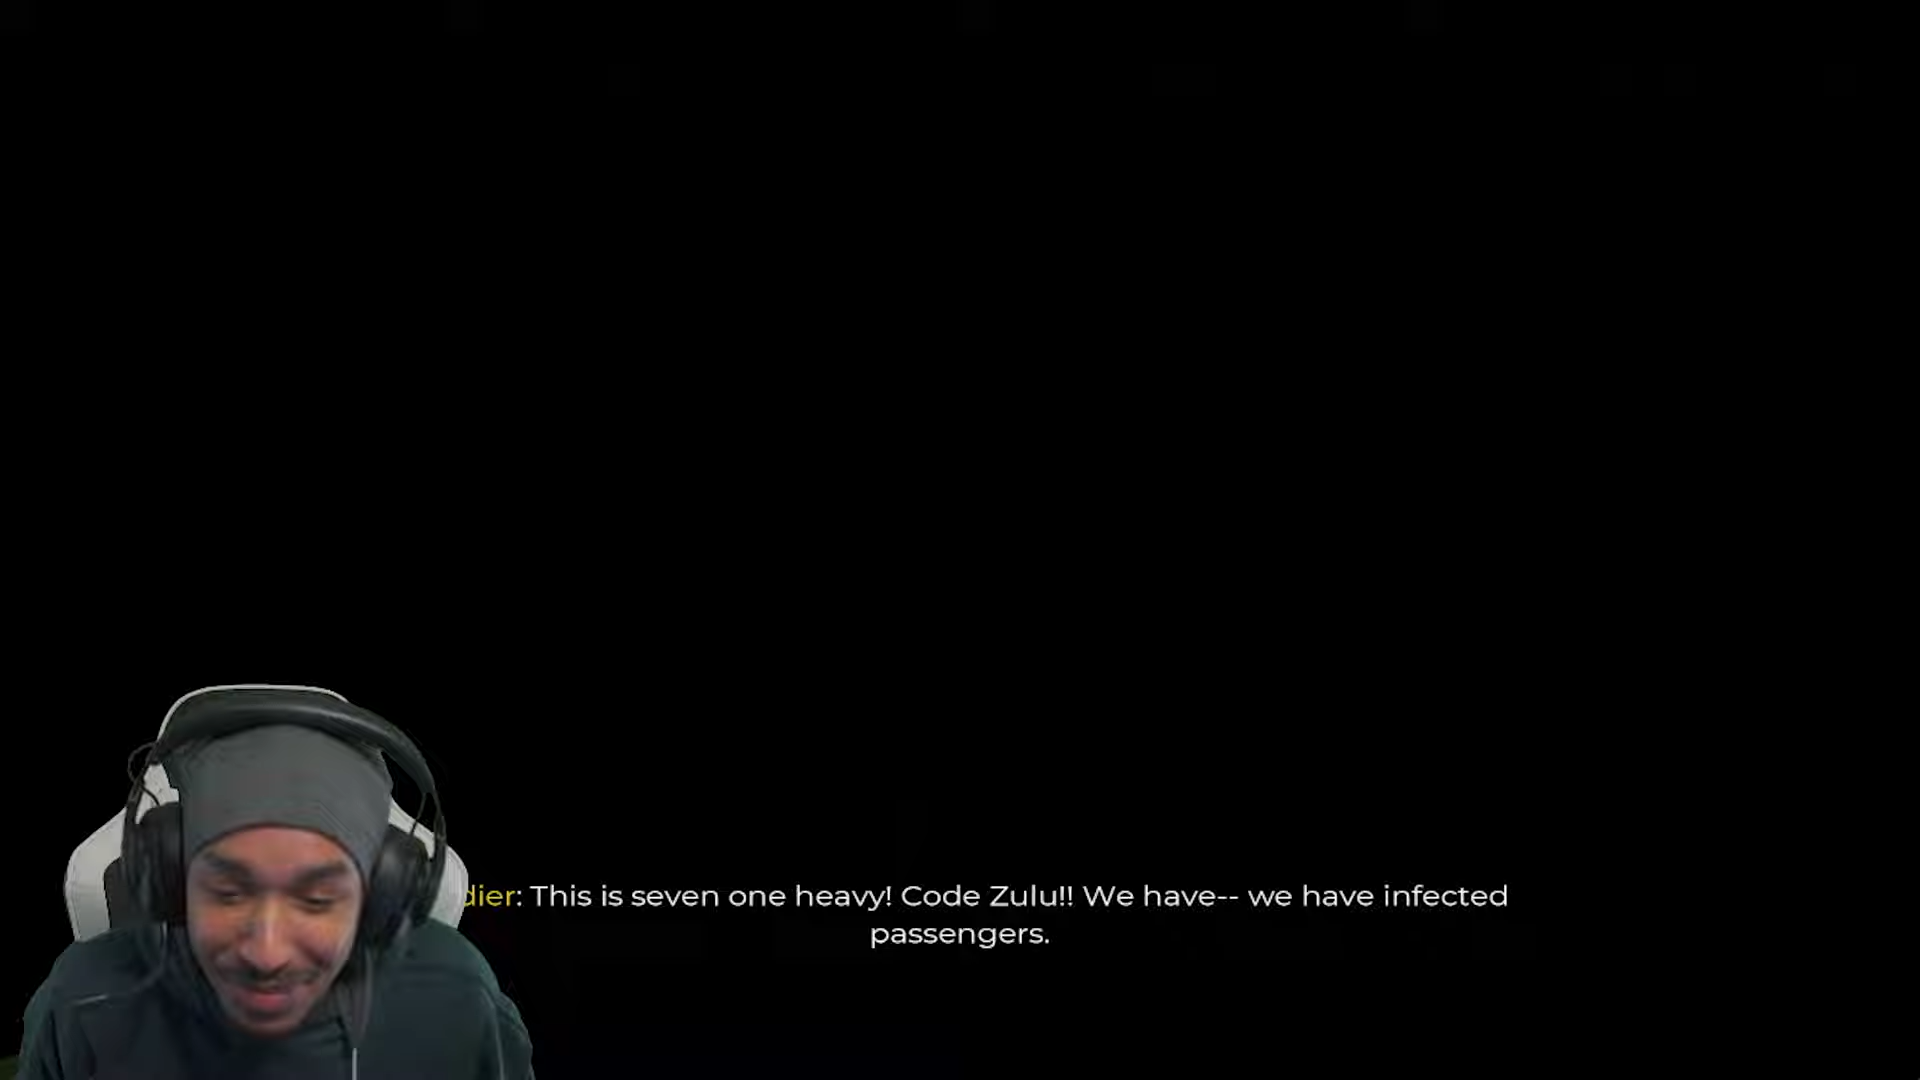 dier: This is seven one heavy! Code Zulu!! We have-- we have infected
passengers.